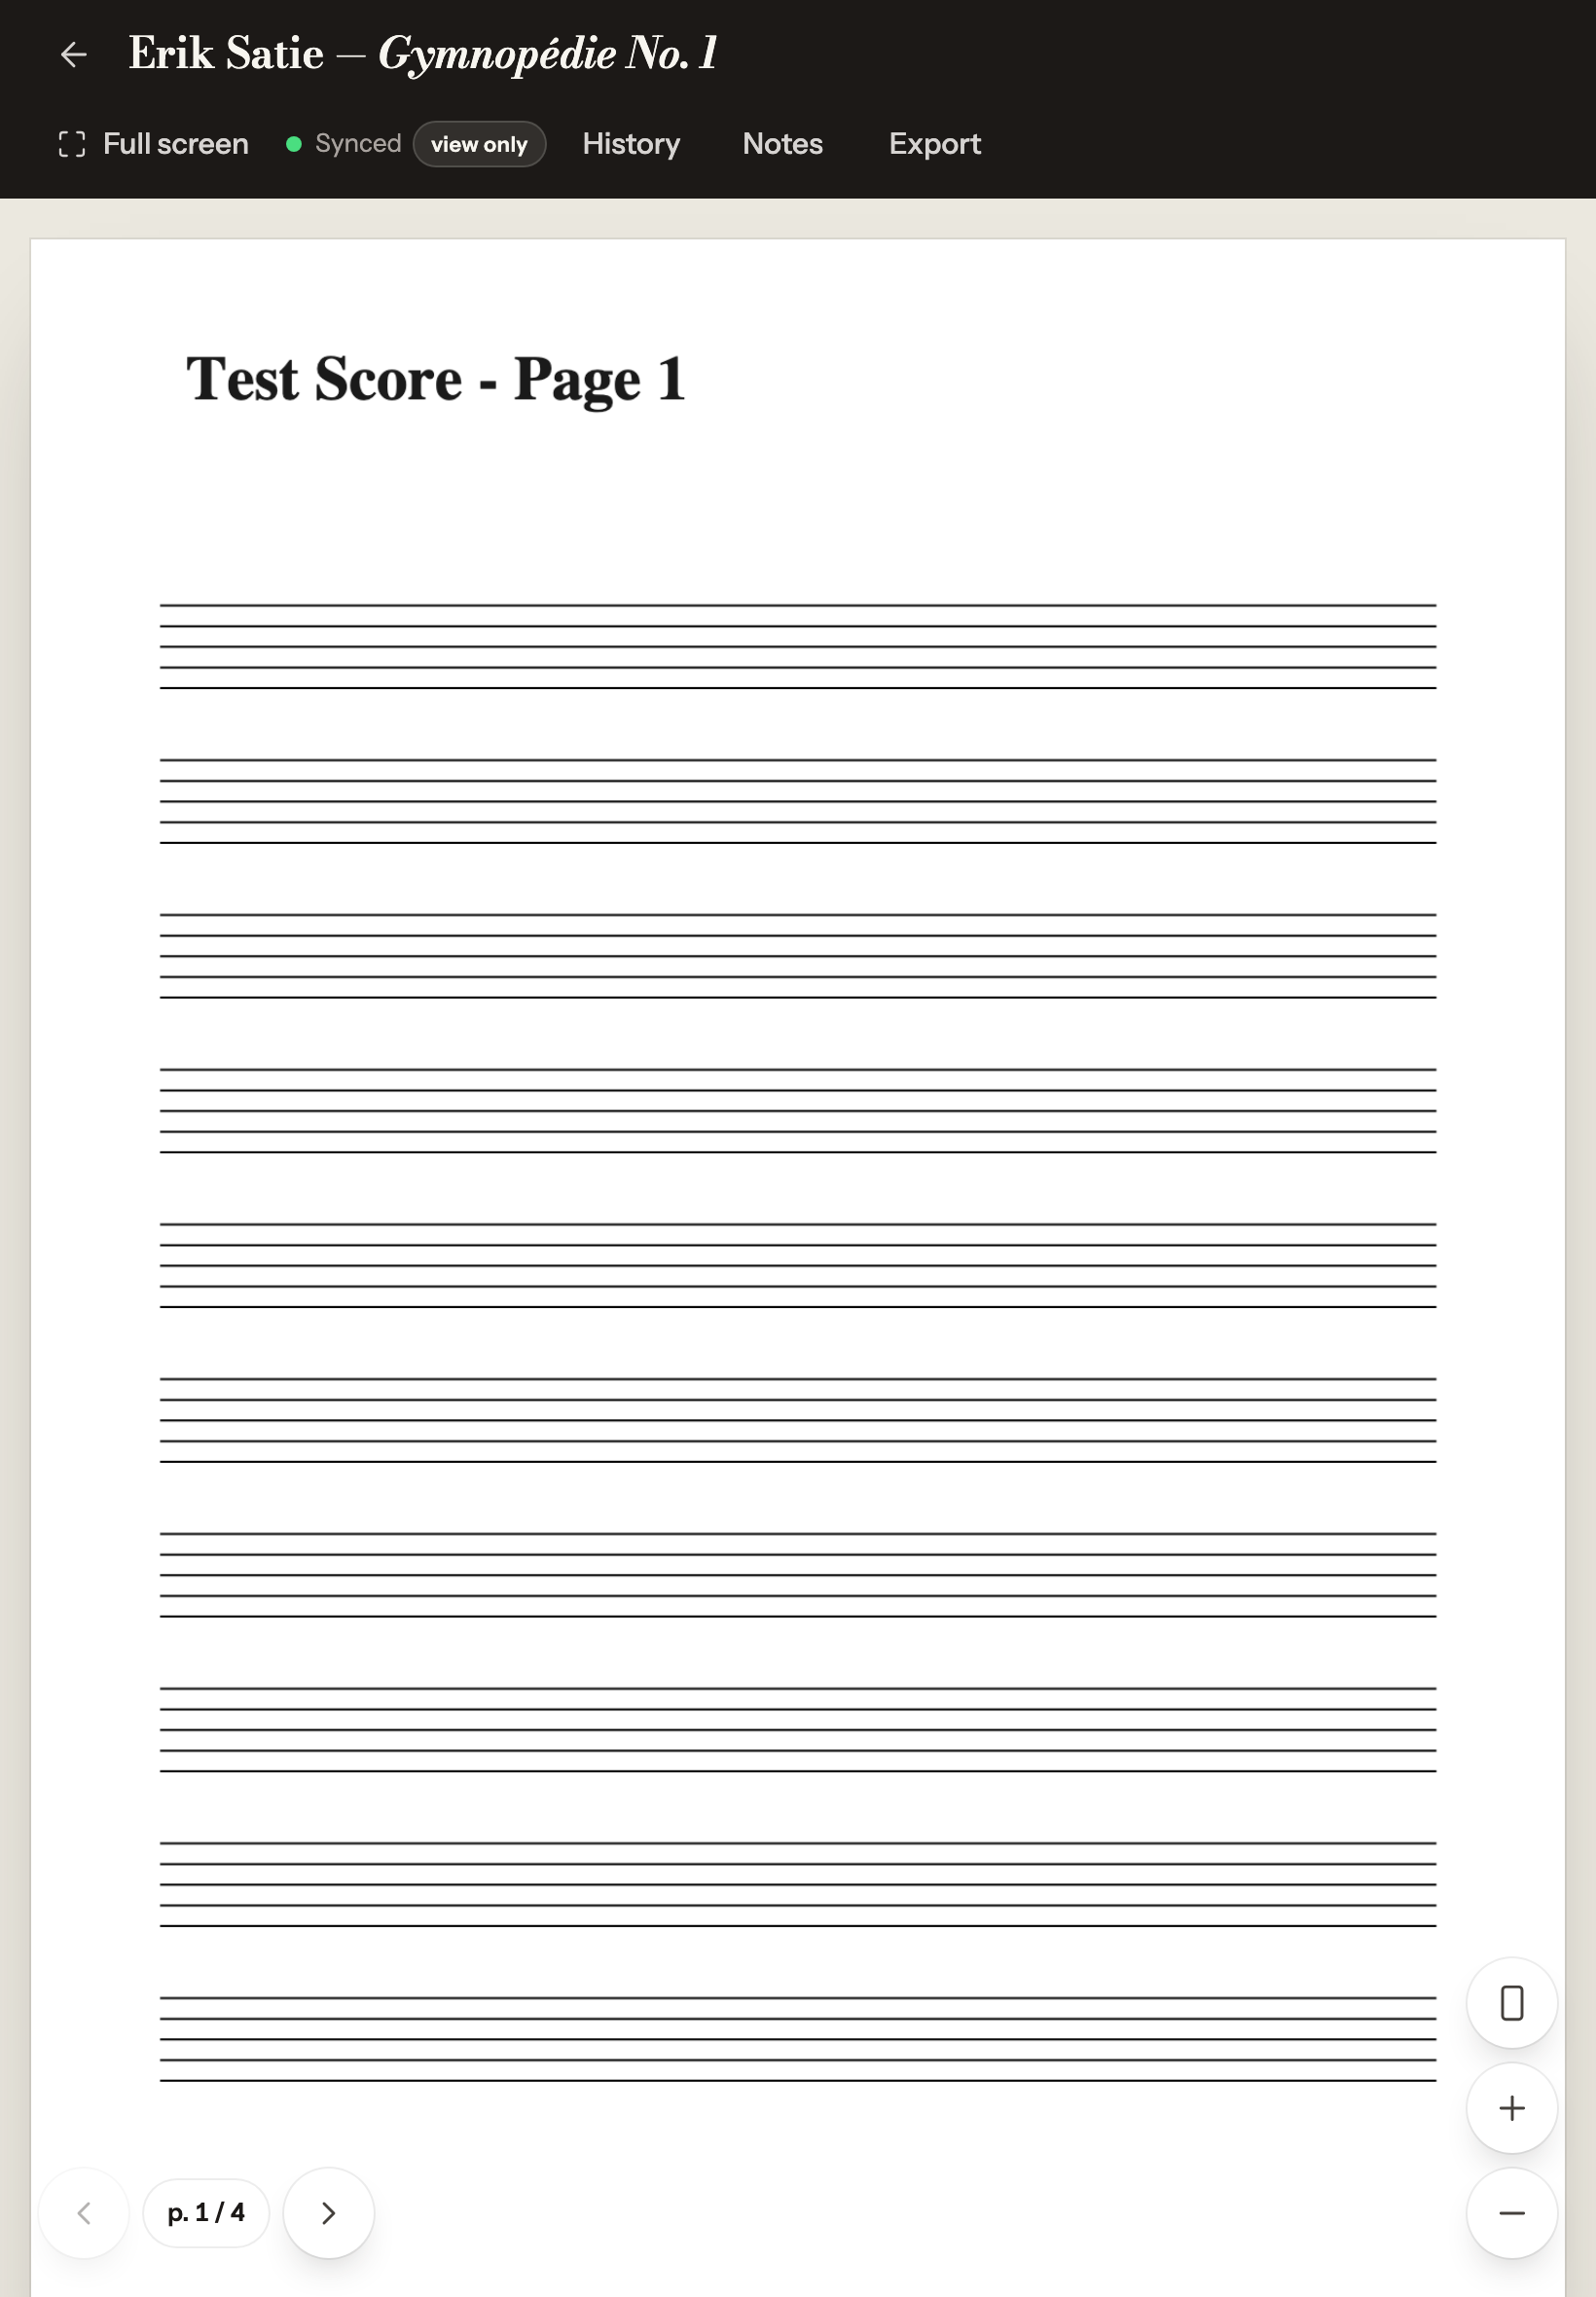 Erik Satie — Gymnopédie No. 1
Full screen Synced view only History Notes Export
Test Score - Page 1
p. 1 / 4